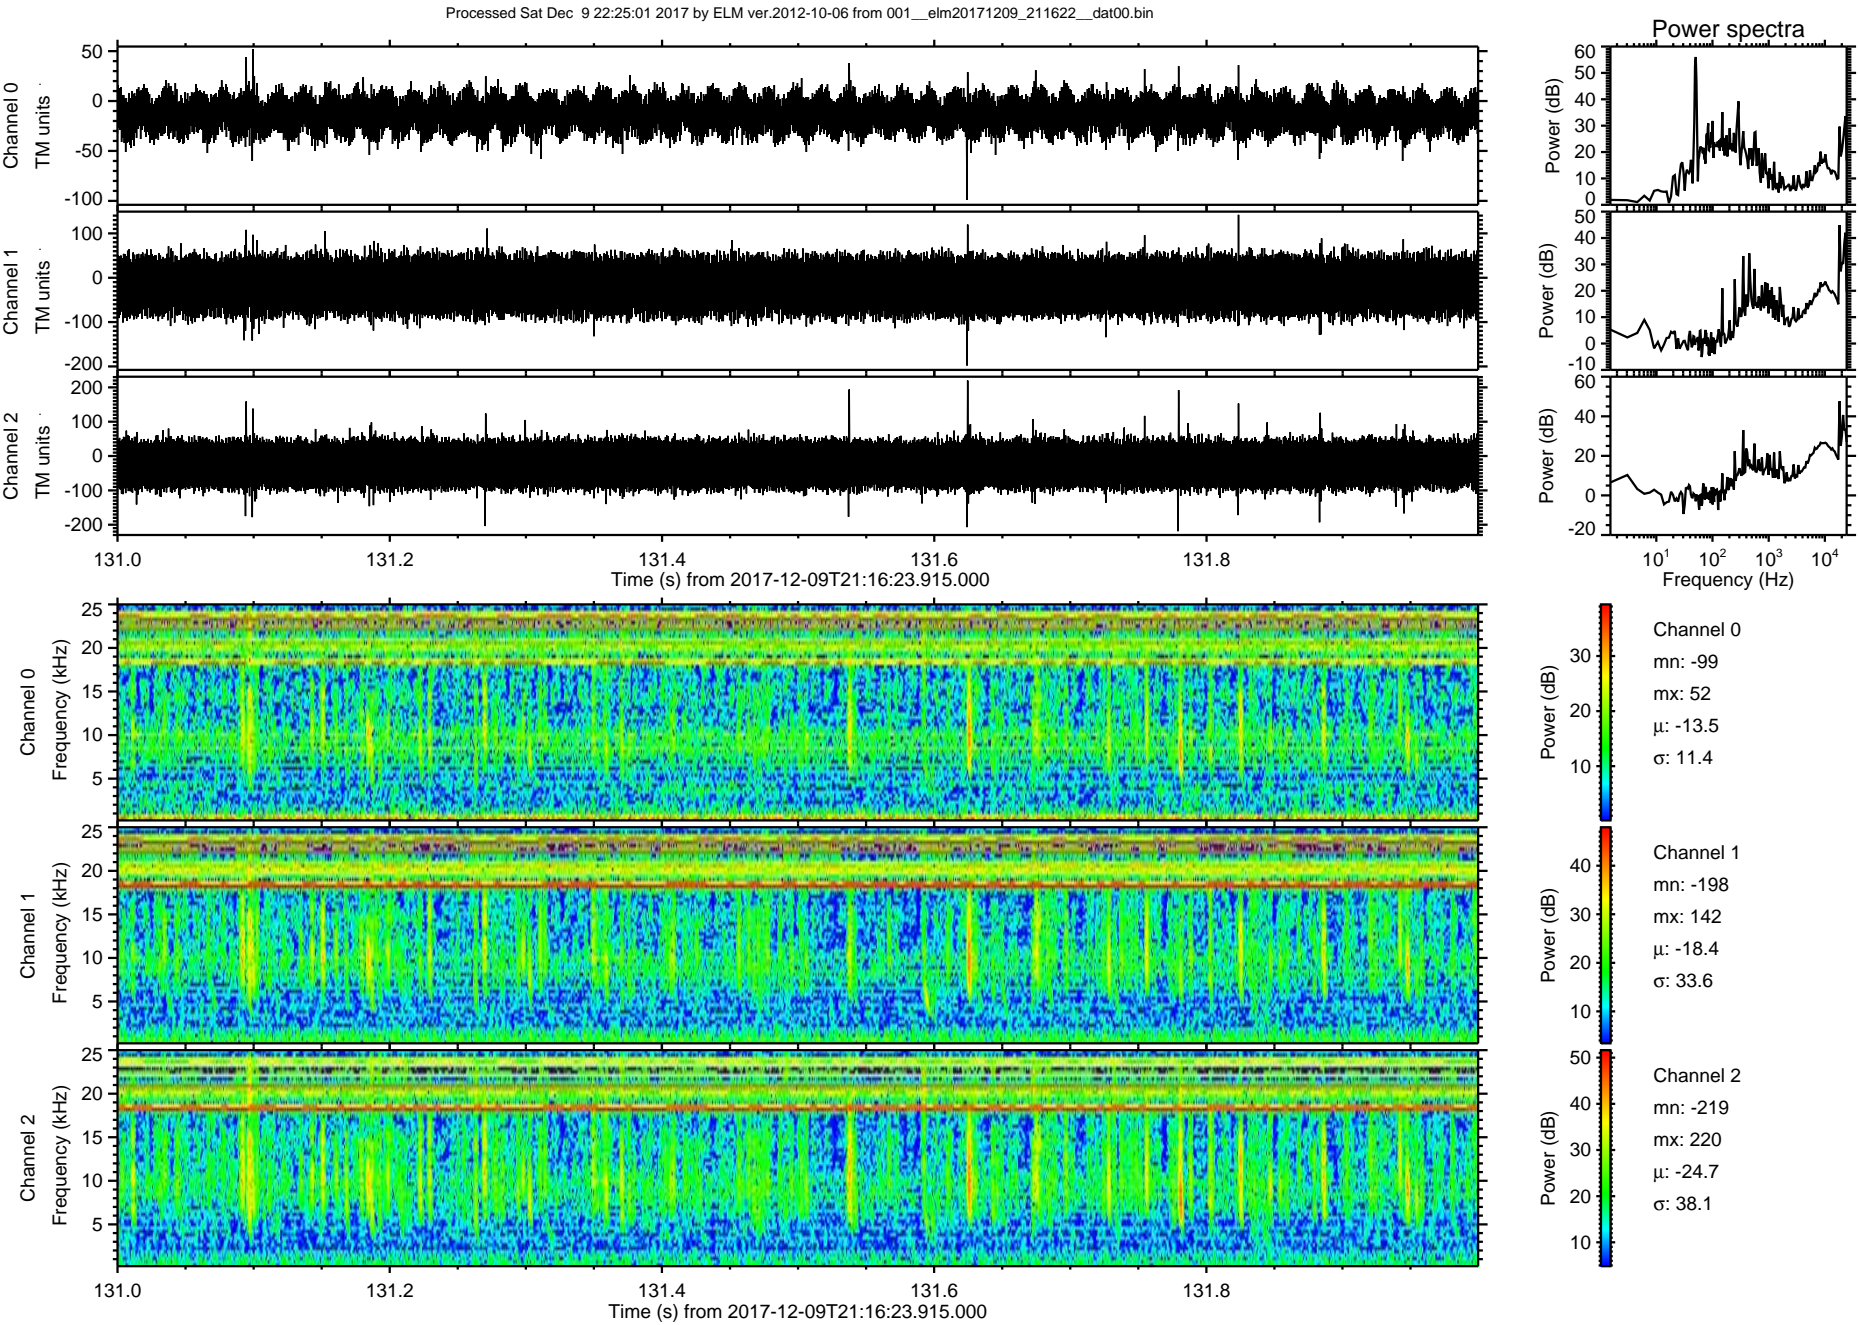 Processed Sat Dec  9 22:25:01 2017 by ELM ver.2012-10-06 from 001__elm20171209_211622__dat00.bin
Power spectra
Channel 0
TM units
50
0
-50
-100
Power (dB)
60
50
40
30
20
10
0
Channel 1
TM units
100
0
-100
-200
Power (dB)
50
40
30
20
10
0
-10
Channel 2
TM units
200
100
0
-100
-200
Power (dB)
60
40
20
0
-20
131.0 131.2 131.4 131.6 131.8
Time (s) from 2017-12-09T21:16:23.915.000
10¹ 10² 10³ 10⁴
Frequency (Hz)
Channel 0
Frequency (kHz)
25
20
15
10
5
Power (dB)
30
20
10
Channel 0
mn: -99
mx: 52
μ: -13.5
σ: 11.4
Channel 1
Frequency (kHz)
25
20
15
10
5
Power (dB)
40
30
20
10
Channel 1
mn: -198
mx: 142
μ: -18.4
σ: 33.6
Channel 2
Frequency (kHz)
25
20
15
10
5
Power (dB)
50
40
30
20
10
Channel 2
mn: -219
mx: 220
μ: -24.7
σ: 38.1
131.0 131.2 131.4 131.6 131.8
Time (s) from 2017-12-09T21:16:23.915.000